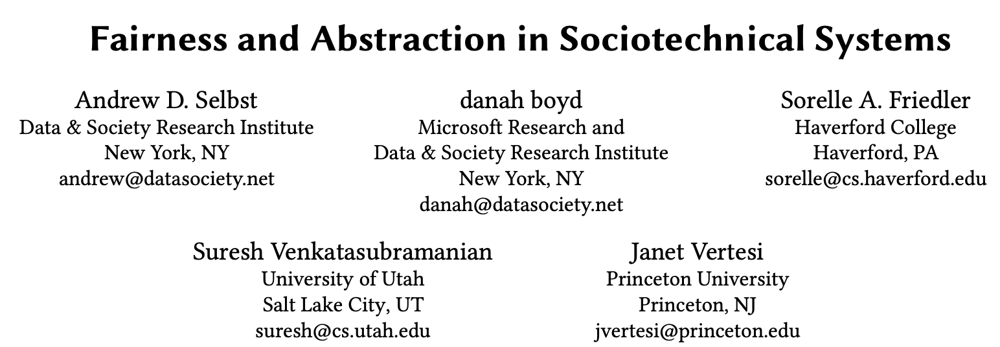 Fairness and Abstraction in Sociotechnical Systems
Andrew D. Selbst
Data & Society Research Institute
New York, NY
andrew@datasociety.net
danah boyd
Microsoft Research and
Data & Society Research Institute
New York, NY
danah@datasociety.net
Sorelle A. Friedler
Haverford College
Haverford, PA
sorelle@cs.haverford.edu
Suresh Venkatasubramanian
University of Utah
Salt Lake City, UT
suresh@cs.utah.edu
Janet Vertesi
Princeton University
Princeton, NJ
jvertesi@princeton.edu